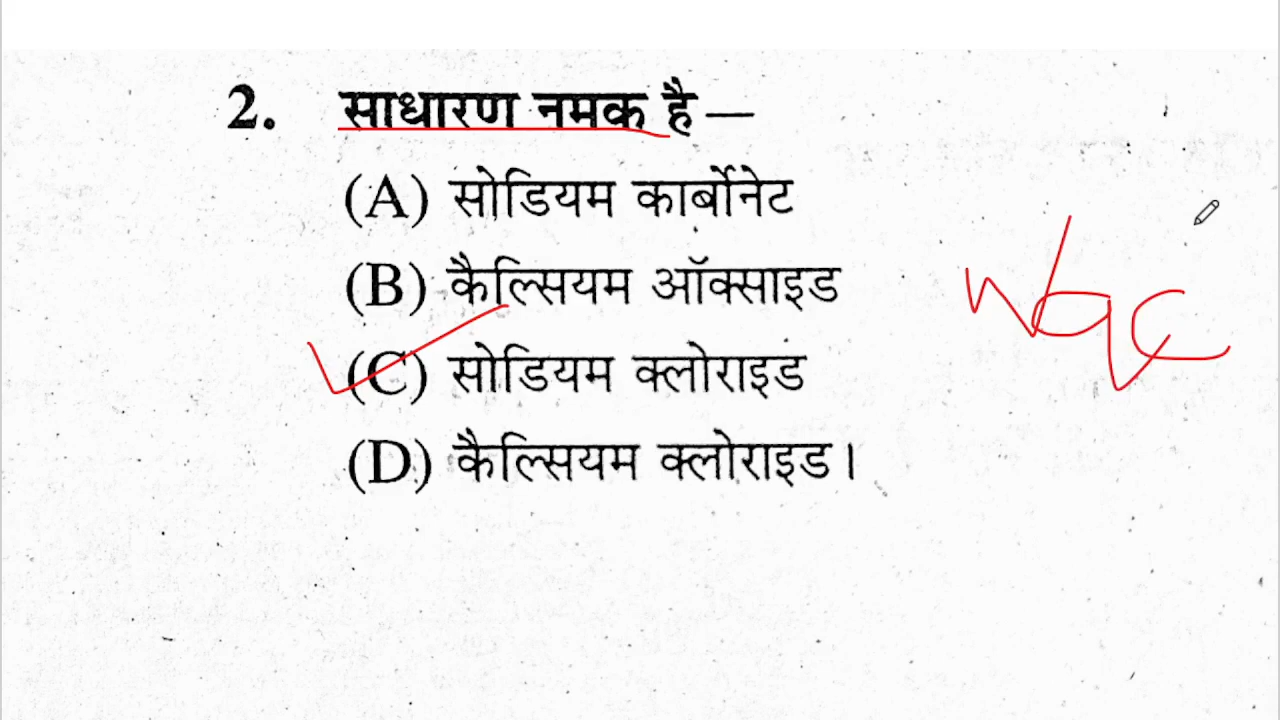 2. साधारण नमक है —
(A) सोडियम कार्बोनेट
(B) कैल्सियम ऑक्साइड
(C) सोडियम क्लोराइड
(D) कैल्सियम क्लोराइड।